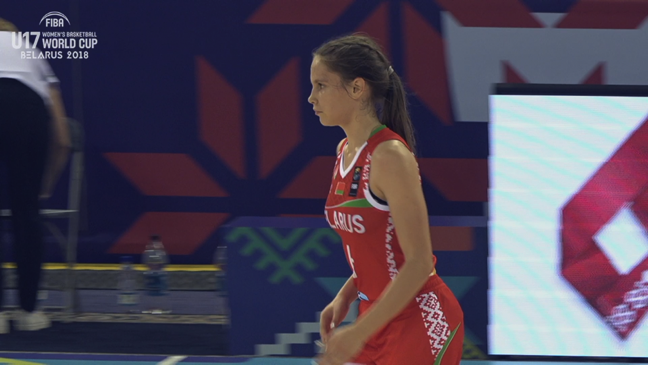 FIBA
U17 WOMEN'S BASKETBALL
WORLD CUP
BELARUS 2018
LARUS